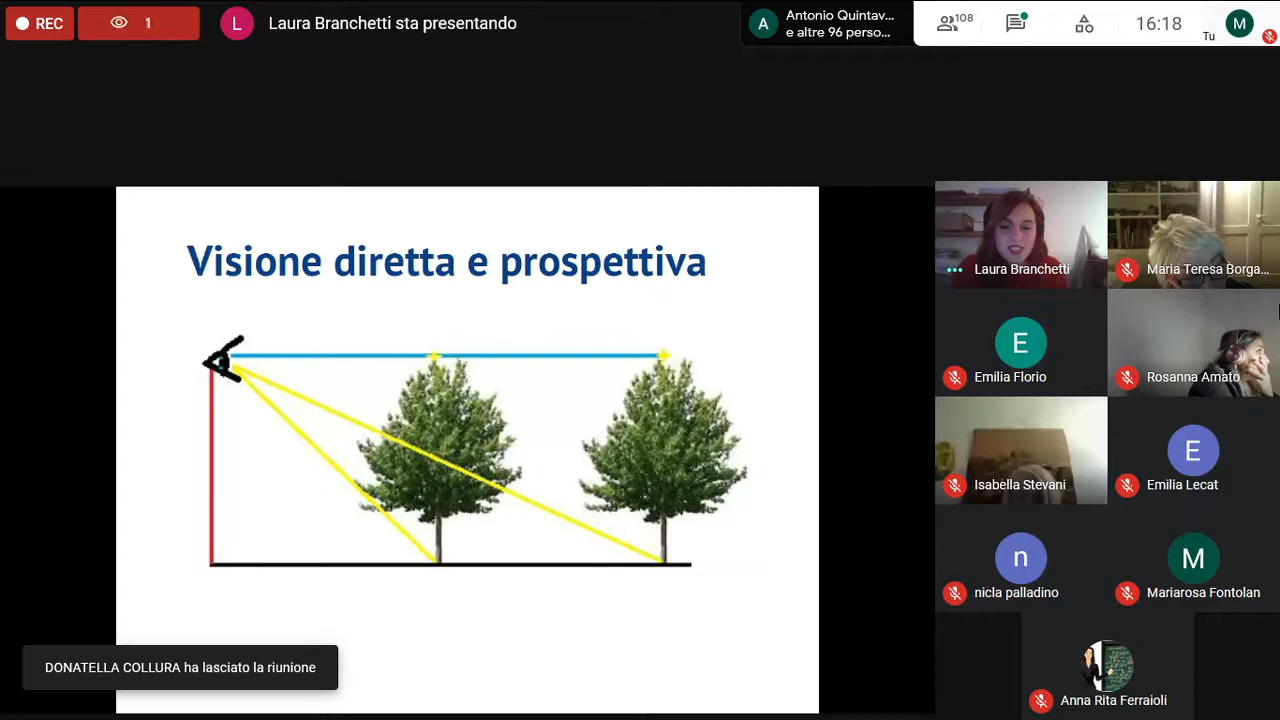 REC
1
L
Laura Branchetti sta presentando
A
Antonio Quintav...
e altre 96 perso...
108
16:18
Tu
M
Visione diretta e prospettiva
Laura Branchetti
Maria Teresa Borga...
E
Emilia Florio
Rosanna Amato
Isabella Stevani
E
Emilia Lecat
n
nicla palladino
M
Mariarosa Fontolan
Anna Rita Ferraioli
DONATELLA COLLURA ha lasciato la riunione